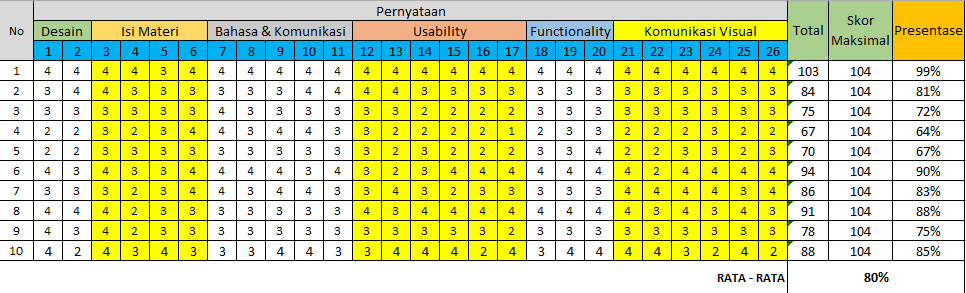 Pernyataan
No Desain Isi Materi Bahasa & Komunikasi Usability Functionality Komunikasi Visual Total Skor Maksimal Presentase
1 2 3 4 5 6 7 8 9 10 11 12 13 14 15 16 17 18 19 20 21 22 23 24 25 26
1 4 4 4 4 3 4 4 4 4 4 4 4 4 4 4 4 4 4 4 4 4 4 4 4 4 4 103 104 99%
2 3 4 4 3 3 3 3 3 3 4 4 4 4 3 3 3 3 3 3 3 3 3 3 3 3 3 84 104 81%
3 3 3 3 3 3 3 4 3 3 3 3 3 3 2 2 2 2 3 3 3 3 3 3 3 3 3 75 104 72%
4 2 2 3 2 3 4 4 3 4 4 3 3 2 2 2 2 1 2 3 3 2 2 2 3 2 2 67 104 64%
5 2 2 3 3 3 3 3 3 3 3 3 3 2 3 2 2 2 3 3 4 2 2 3 3 2 3 70 104 67%
6 4 3 4 3 3 4 3 4 3 3 3 4 4 4 4 4 4 3 4 4 4 2 4 4 4 4 94 104 90%
7 3 3 3 2 3 4 4 3 4 4 3 3 2 4 2 3 3 3 3 4 4 4 4 4 3 4 86 104 83%
8 4 4 4 2 3 3 3 3 3 3 3 4 3 4 4 4 4 4 4 4 4 3 4 3 4 3 91 104 88%
9 4 3 4 2 3 3 3 3 3 3 3 3 3 3 3 3 2 3 3 3 3 3 3 3 3 3 78 104 75%
10 4 2 4 3 4 3 3 3 4 4 3 4 4 4 4 2 4 3 4 4 4 4 3 2 4 2 88 104 85%
RATA - RATA 80%